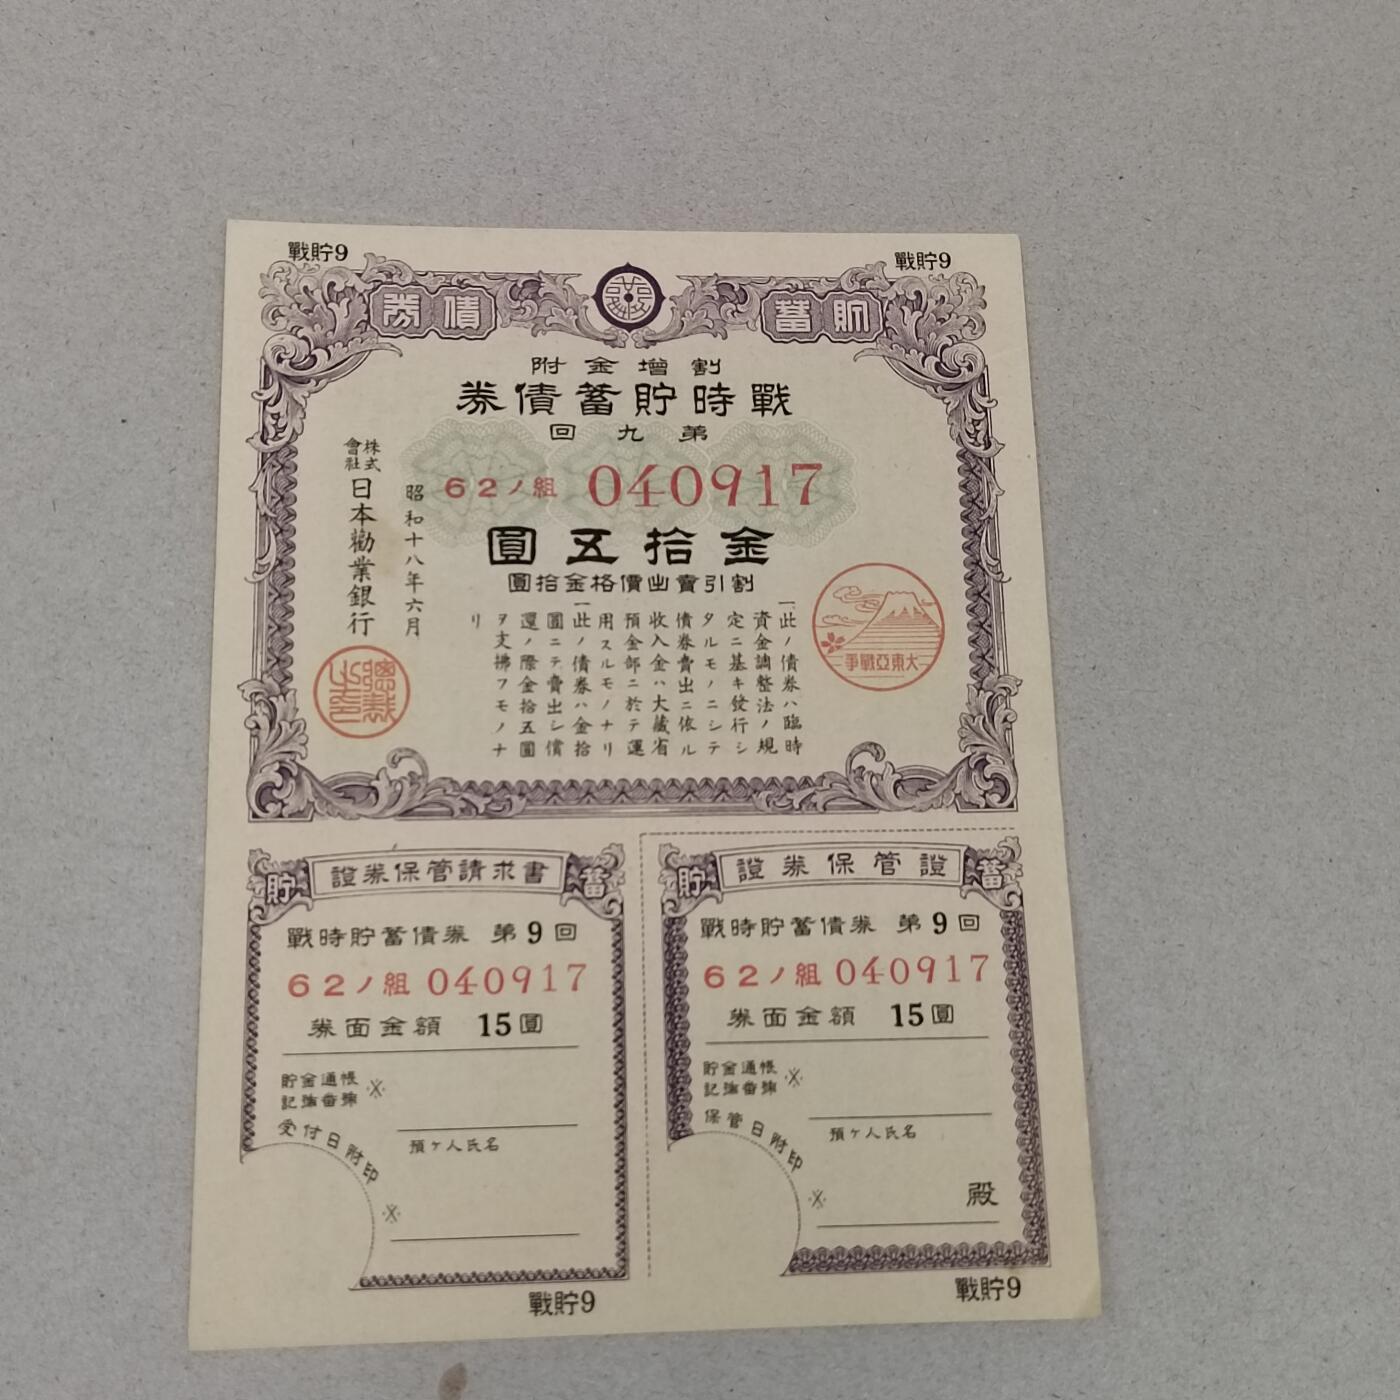 戰貯9
戰貯9
貯蓄
債券
割增金附
戰時貯蓄債券
第九回
62ノ組 040917
金拾五圓
割引賣出價格金拾圓
一、此ノ債券ハ臨時
資金調整法ノ規
定ニ基キ發行シ
タルモノニシテ
債券賣出ニ依ル
收入金ハ大藏省
預金部ニ於テ運
用スルモノナリ
一、此ノ債券ハ金拾
圓ニテ賣出シ償
還ノ際金拾五圓
ヲ支拂フモノナ
リ
大東亞戰爭
昭和十八年六月
株式會社日本勸業銀行
總裁之印
貯蓄
證券保管請求書
戰時貯蓄債券 第9回
62ノ組 040917
券面金額 15圓
貯金通帳
記號番號
※
受付日附印
預ケ人氏名
※
戰貯9
貯蓄
證券保管證
戰時貯蓄債券 第9回
62ノ組 040917
券面金額 15圓
貯金通帳
記號番號
※
保管日附印
預ケ人氏名
※
殿
戰貯9